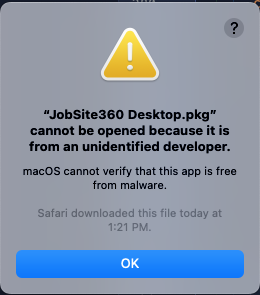 ?
“JobSite360 Desktop.pkg”
cannot be opened because it is
from an unidentified developer.
macOS cannot verify that this app is free
from malware.
Safari downloaded this file today at
1:21 PM.
OK